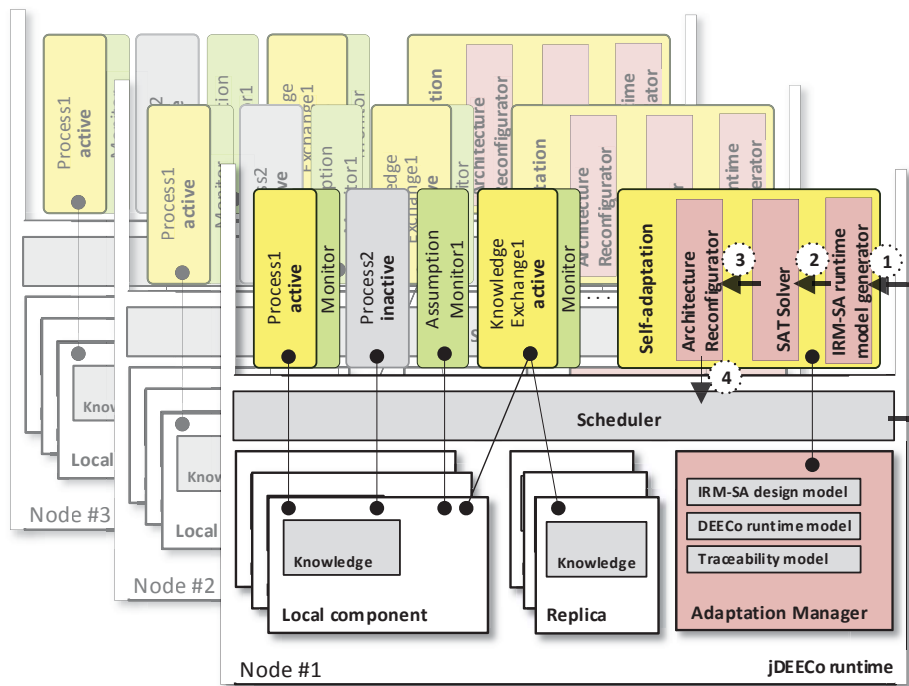 Process1
active
Process1
active
Process1
active
Monitor
Process2
inactive
Assumption
Monitor1
Knowledge
Exchange1
active
Monitor
Self-adaptation
Architecture
Reconfigurator
SAT Solver
IRM-SA runtime
model generator
Architecture
Reconfigurator
Architecture
Reconfigurator
Exchange1
3
2
1
4
Scheduler
Knowledge
Local component
Knowledge
Replica
IRM-SA design model
DEECo runtime model
Traceability model
Adaptation Manager
Local
Local
Node #3
Node #2
Node #1
jDEECo runtime